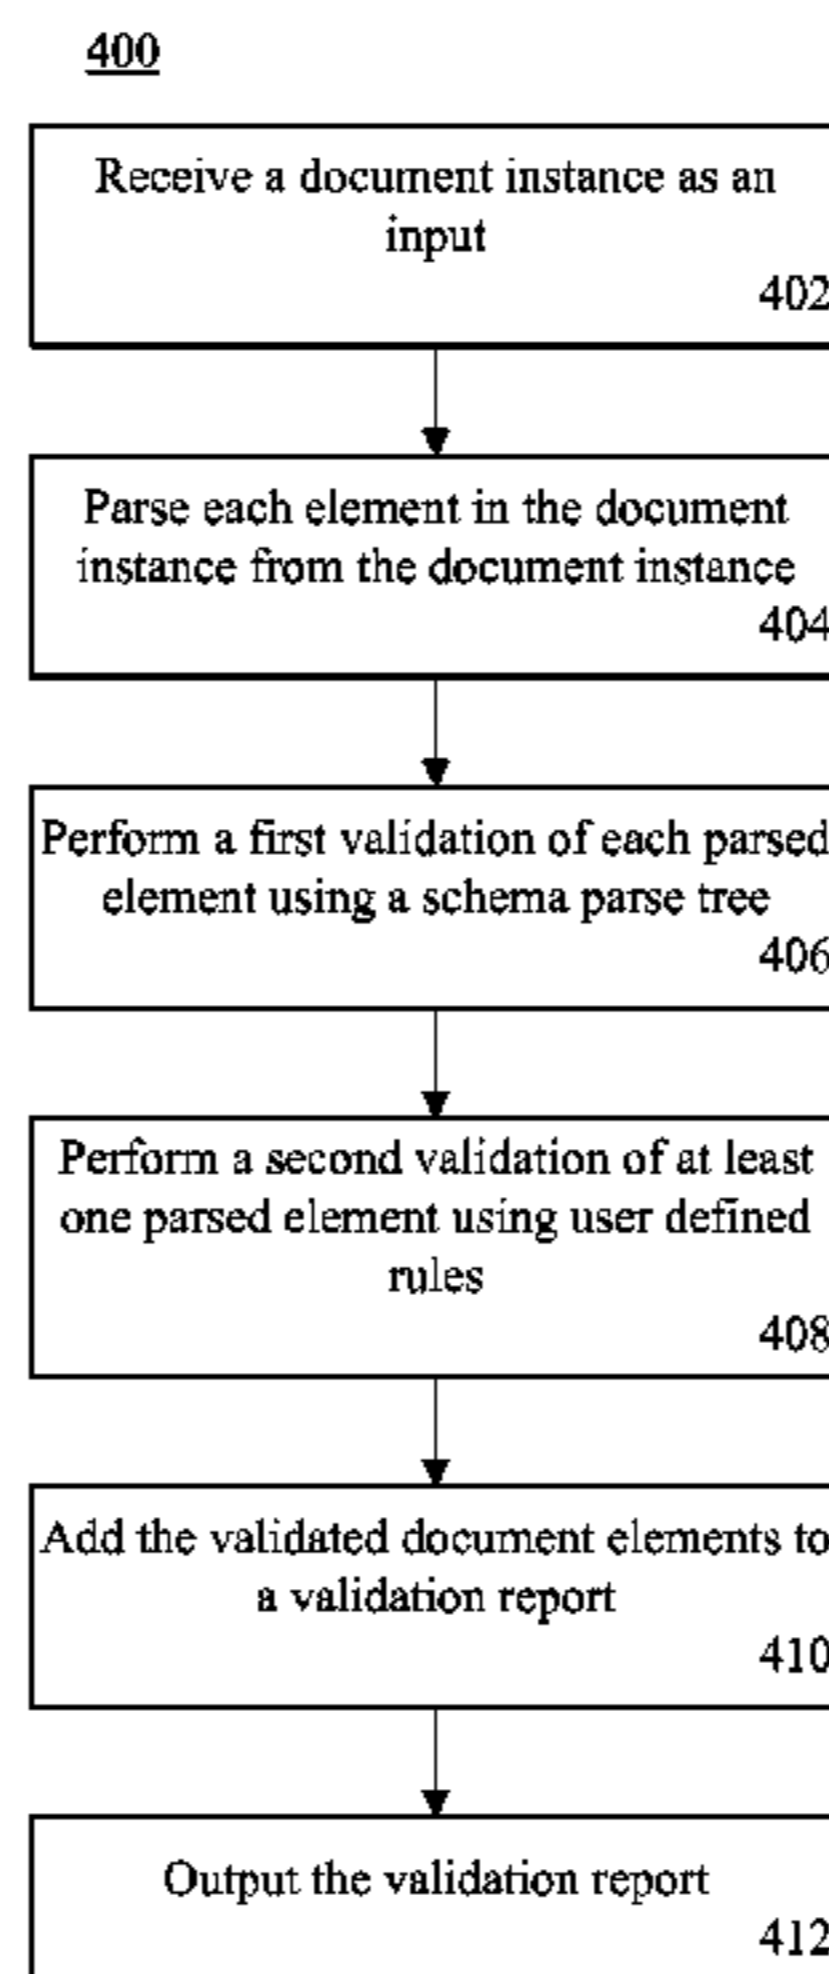 400
Receive a document instance as an
input
402
Parse each element in the document
instance from the document instance
404
Perform a first validation of each parsed
element using a schema parse tree
406
Perform a second validation of at least
one parsed element using user defined
rules
408
Add the validated document elements to
a validation report
410
Output the validation report
412